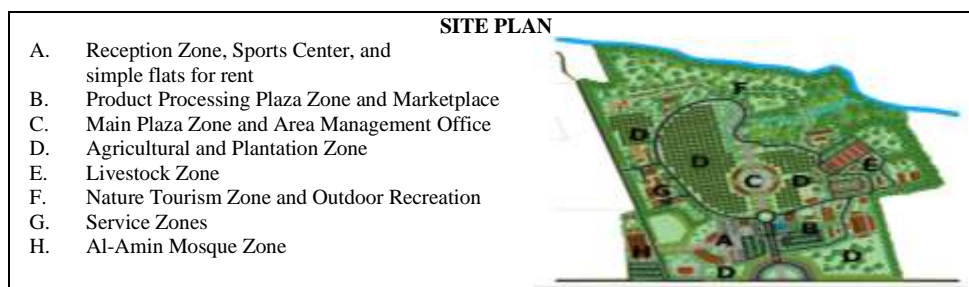 SITE PLAN
A. Reception Zone, Sports Center, and
simple flats for rent
B. Product Processing Plaza Zone and Marketplace
C. Main Plaza Zone and Area Management Office
D. Agricultural and Plantation Zone
E. Livestock Zone
F. Nature Tourism Zone and Outdoor Recreation
G. Service Zones
H. Al-Amin Mosque Zone
F
D
D
E
C
D
G
B
A
H
D
D